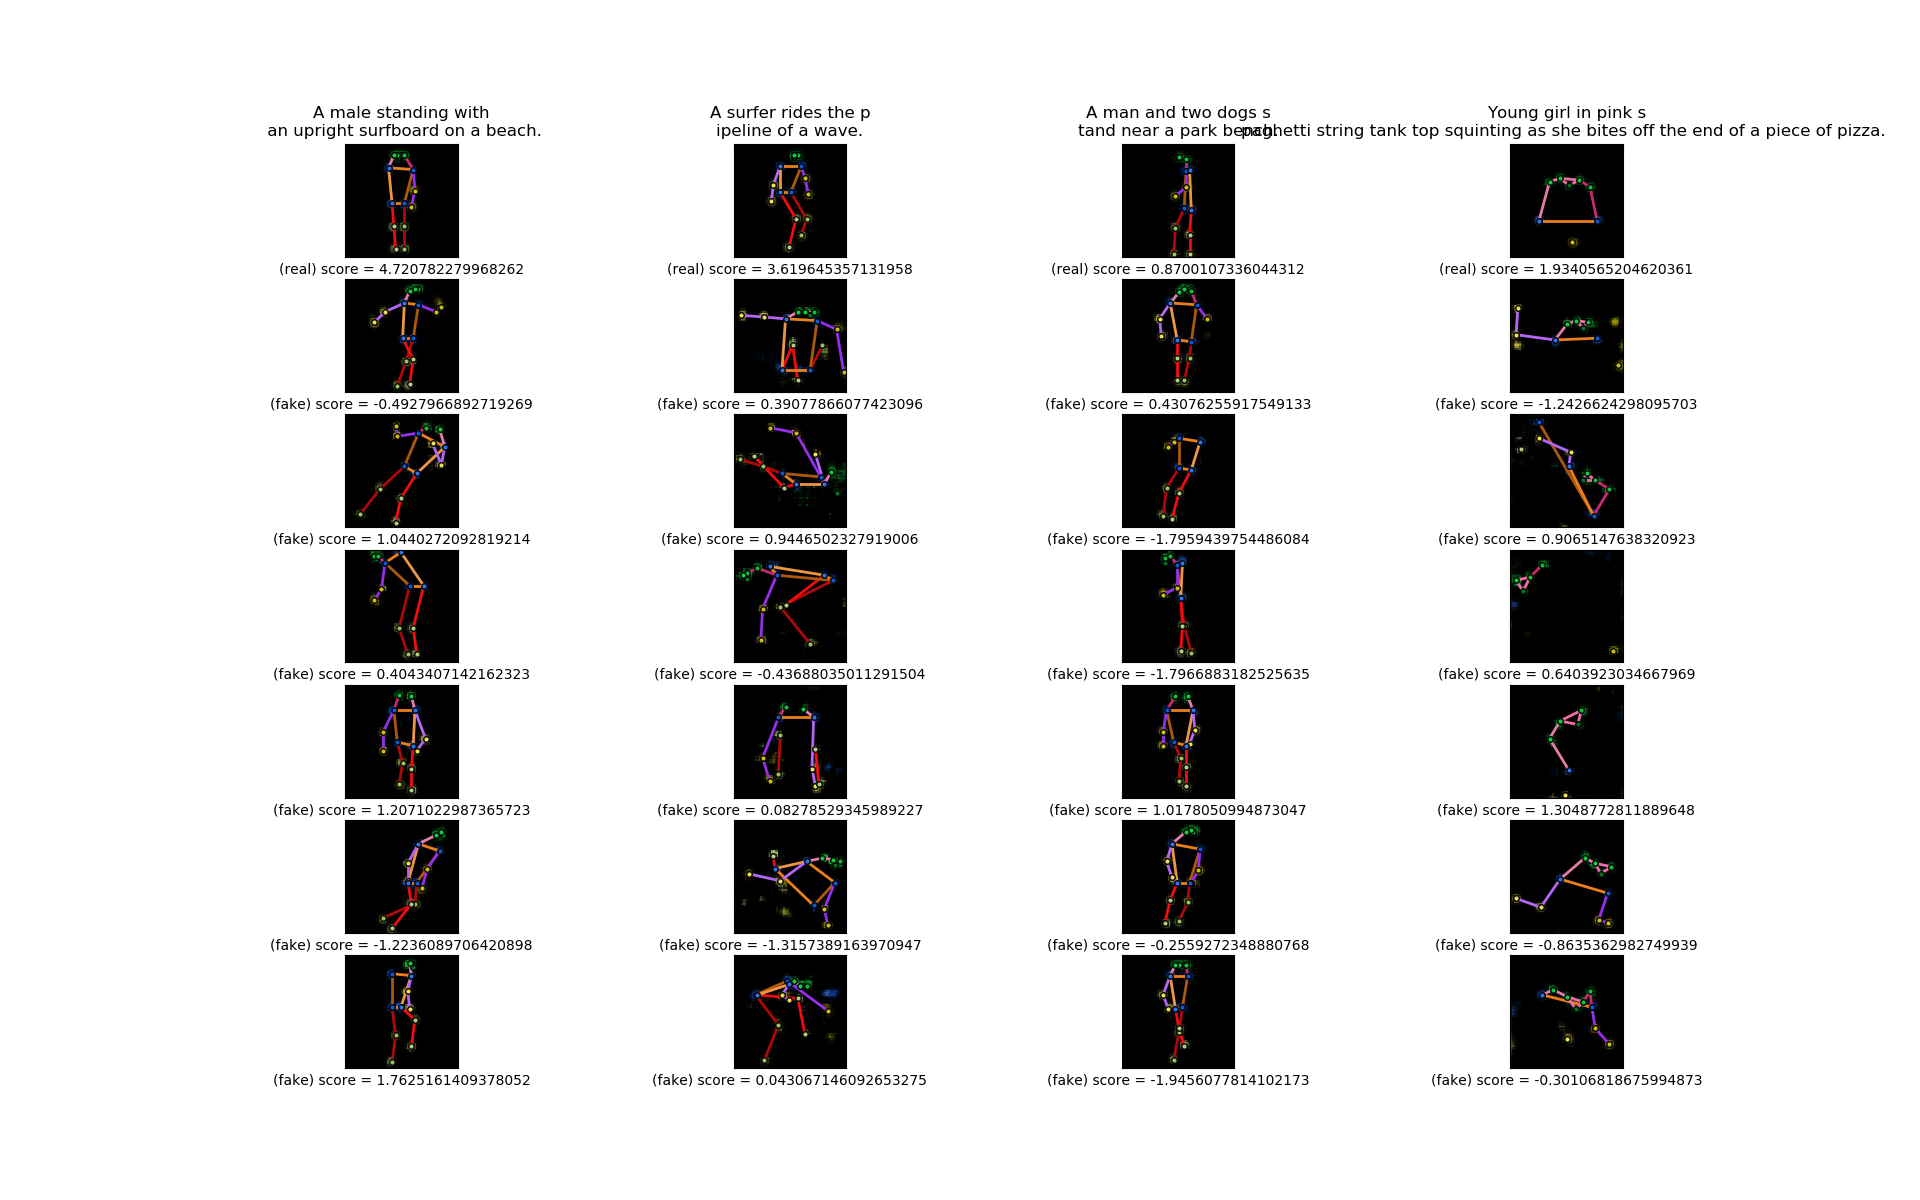 A male standing with
an upright surfboard on a beach.
A surfer rides the p
ipeline of a wave.
A man and two dogs s
tand near a park bench.
Young girl in pink s
paghetti string tank top squinting as she bites off the end of a piece of pizza.
(real) score = 4.720782279968262
(real) score = 3.619645357131958
(real) score = 0.8700107336044312
(real) score = 1.9340565204620361
(fake) score = -0.4927966892719269
(fake) score = 0.39077866077423096
(fake) score = 0.43076255917549133
(fake) score = -1.2426624298095703
(fake) score = 1.0440272092819214
(fake) score = 0.9446502327919006
(fake) score = -1.7959439754486084
(fake) score = 0.9065147638320923
(fake) score = 0.4043407142162323
(fake) score = -0.43688035011291504
(fake) score = -1.7966883182525635
(fake) score = 0.6403923034667969
(fake) score = 1.2071022987365723
(fake) score = 0.08278529345989227
(fake) score = 1.0178050994873047
(fake) score = 1.3048772811889648
(fake) score = -1.2236089706420898
(fake) score = -1.3157389163970947
(fake) score = -0.2559272348880768
(fake) score = -0.8635362982749939
(fake) score = 1.7625161409378052
(fake) score = 0.043067146092653275
(fake) score = -1.9456077814102173
(fake) score = -0.30106818675994873